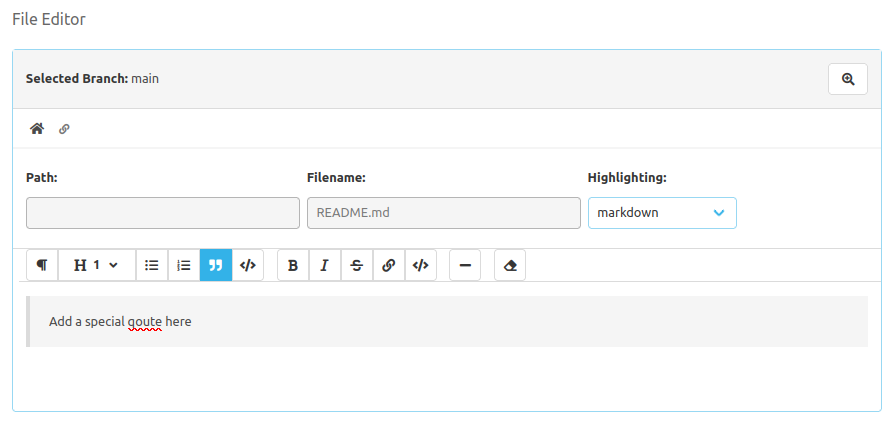 File Editor
Selected Branch: main
Path:
Filename:
Highlighting:
README.md
markdown
¶ H 1 B I S
Add a special qoute here